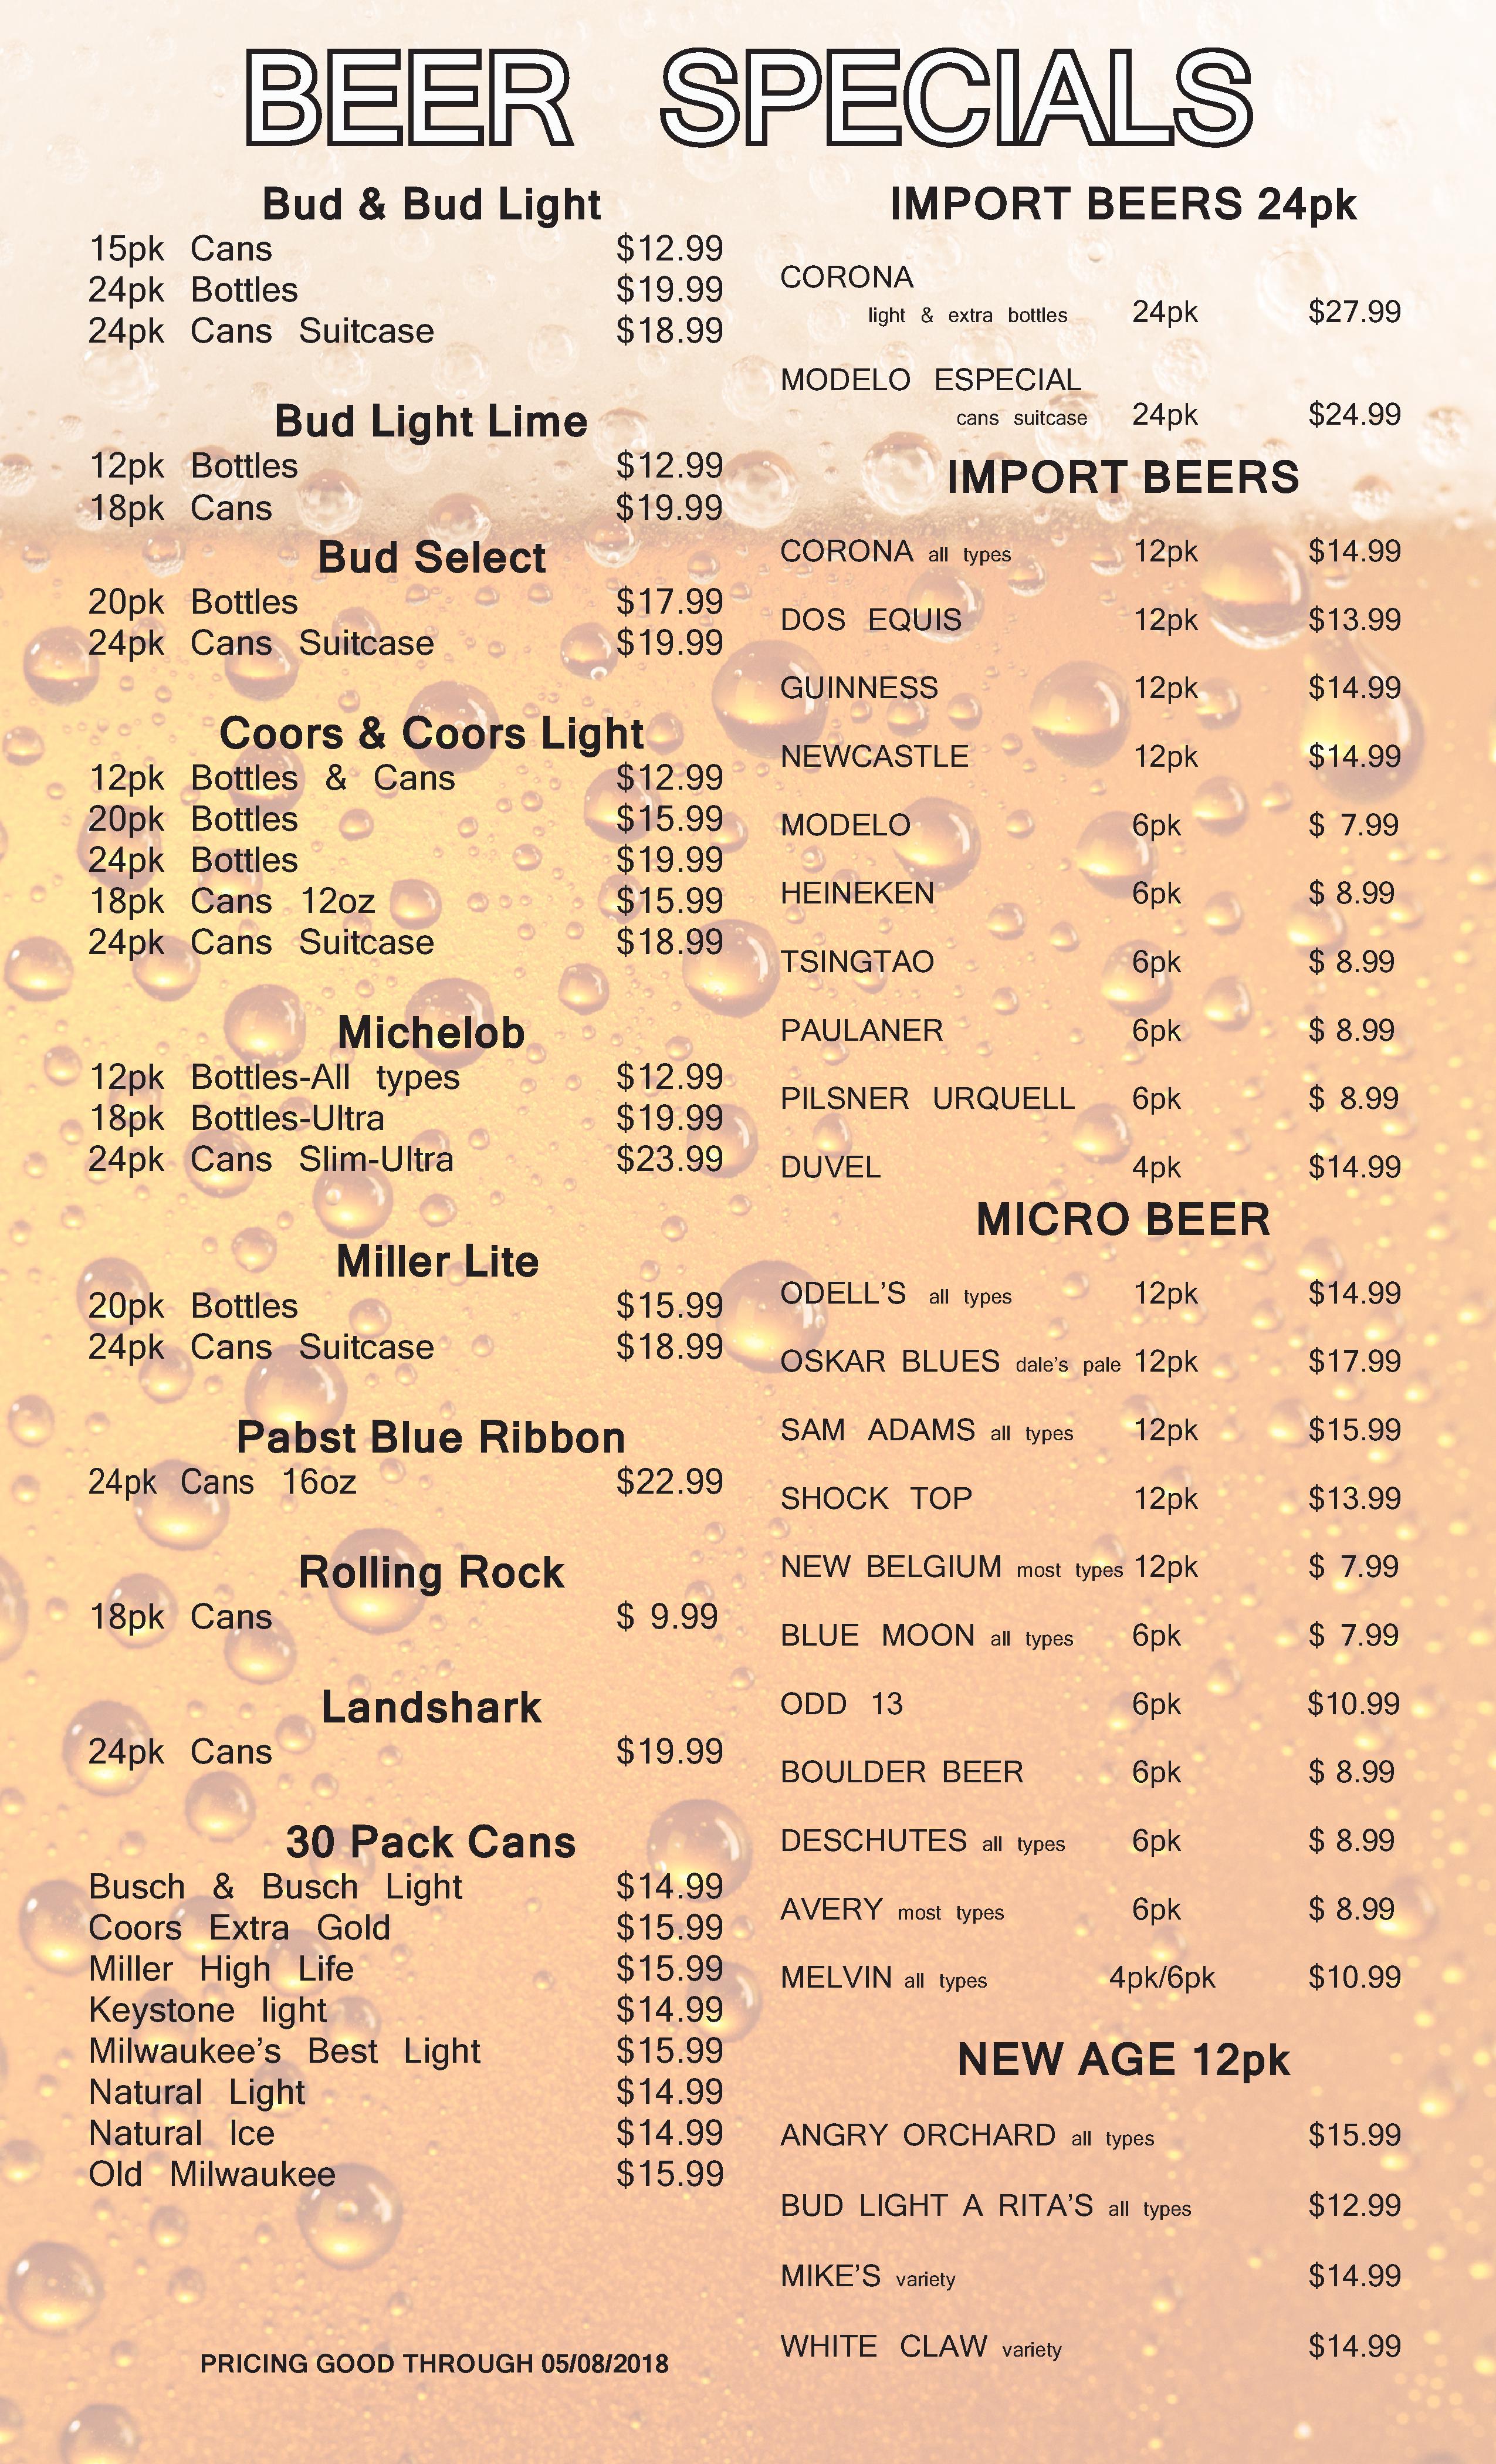 BEER SPECIALS
Bud & Bud Light
15pk Cans $12.99
24pk Bottles $19.99
24pk Cans Suitcase $18.99
Bud Light Lime
12pk Bottles $12.99
18pk Cans $19.99
Bud Select
20pk Bottles $17.99
24pk Cans Suitcase $19.99
Coors & Coors Light
12pk Bottles & Cans $12.99
20pk Bottles $15.99
24pk Bottles $19.99
18pk Cans 12oz $15.99
24pk Cans Suitcase $18.99
Michelob
12pk Bottles-All types $12.99
18pk Bottles-Ultra $19.99
24pk Cans Slim-Ultra $23.99
Miller Lite
20pk Bottles $15.99
24pk Cans Suitcase $18.99
Pabst Blue Ribbon
24pk Cans 16oz $22.99
Rolling Rock
18pk Cans $ 9.99
Landshark
24pk Cans $19.99
30 Pack Cans
Busch & Busch Light $14.99
Coors Extra Gold $15.99
Miller High Life $15.99
Keystone light $14.99
Milwaukee's Best Light $15.99
Natural Light $14.99
Natural Ice $14.99
Old Milwaukee $15.99
PRICING GOOD THROUGH 05/08/2018
IMPORT BEERS 24pk
CORONA
light & extra bottles 24pk $27.99
MODELO ESPECIAL
cans suitcase 24pk $24.99
IMPORT BEERS
CORONA all types 12pk $14.99
DOS EQUIS 12pk $13.99
GUINNESS 12pk $14.99
NEWCASTLE 12pk $14.99
MODELO 6pk $ 7.99
HEINEKEN 6pk $ 8.99
TSINGTAO 6pk $ 8.99
PAULANER 6pk $ 8.99
PILSNER URQUELL 6pk $ 8.99
DUVEL 4pk $14.99
MICRO BEER
ODELL'S all types 12pk $14.99
OSKAR BLUES dale's pale 12pk $17.99
SAM ADAMS all types 12pk $15.99
SHOCK TOP 12pk $13.99
NEW BELGIUM most types 12pk $ 7.99
BLUE MOON all types 6pk $ 7.99
ODD 13 6pk $10.99
BOULDER BEER 6pk $ 8.99
DESCHUTES all types 6pk $ 8.99
AVERY most types 6pk $ 8.99
MELVIN all types 4pk/6pk $10.99
NEW AGE 12pk
ANGRY ORCHARD all types $15.99
BUD LIGHT A RITA'S all types $12.99
MIKE'S variety $14.99
WHITE CLAW variety $14.99